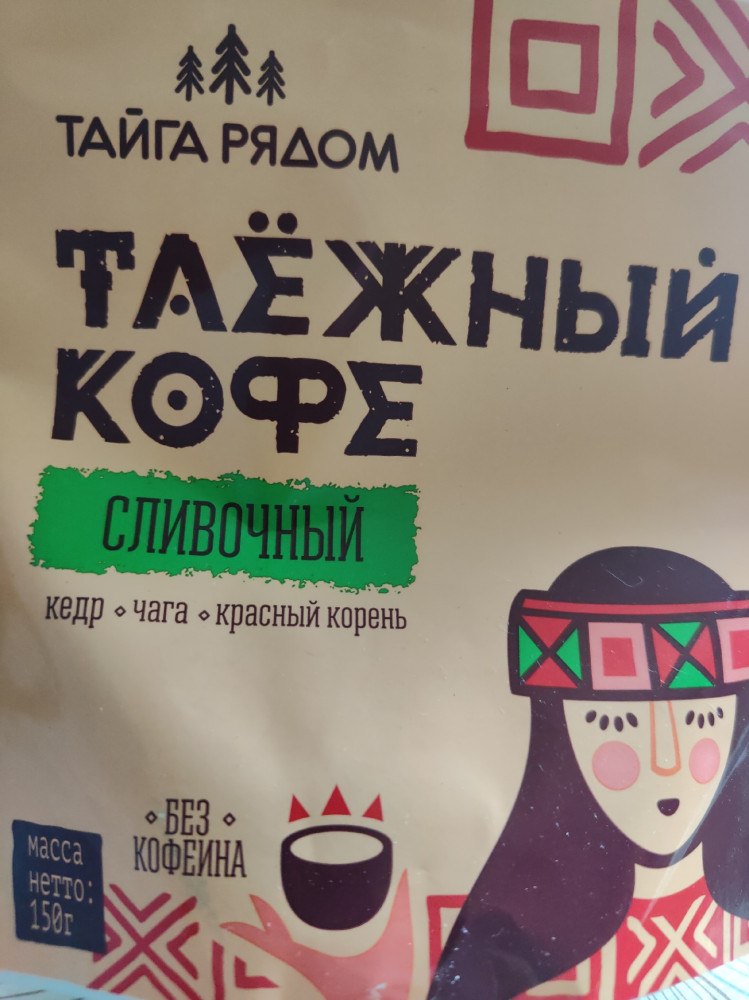 ТАЙГА РЯДОМ
ТАЁЖНЫЙ
КОФЕ
СЛИВОЧНЫЙ
кедр ⋄ чага ⋄ красный корень
⋄ БЕЗ ⋄
КОФЕИНА
масса
нетто:
150г